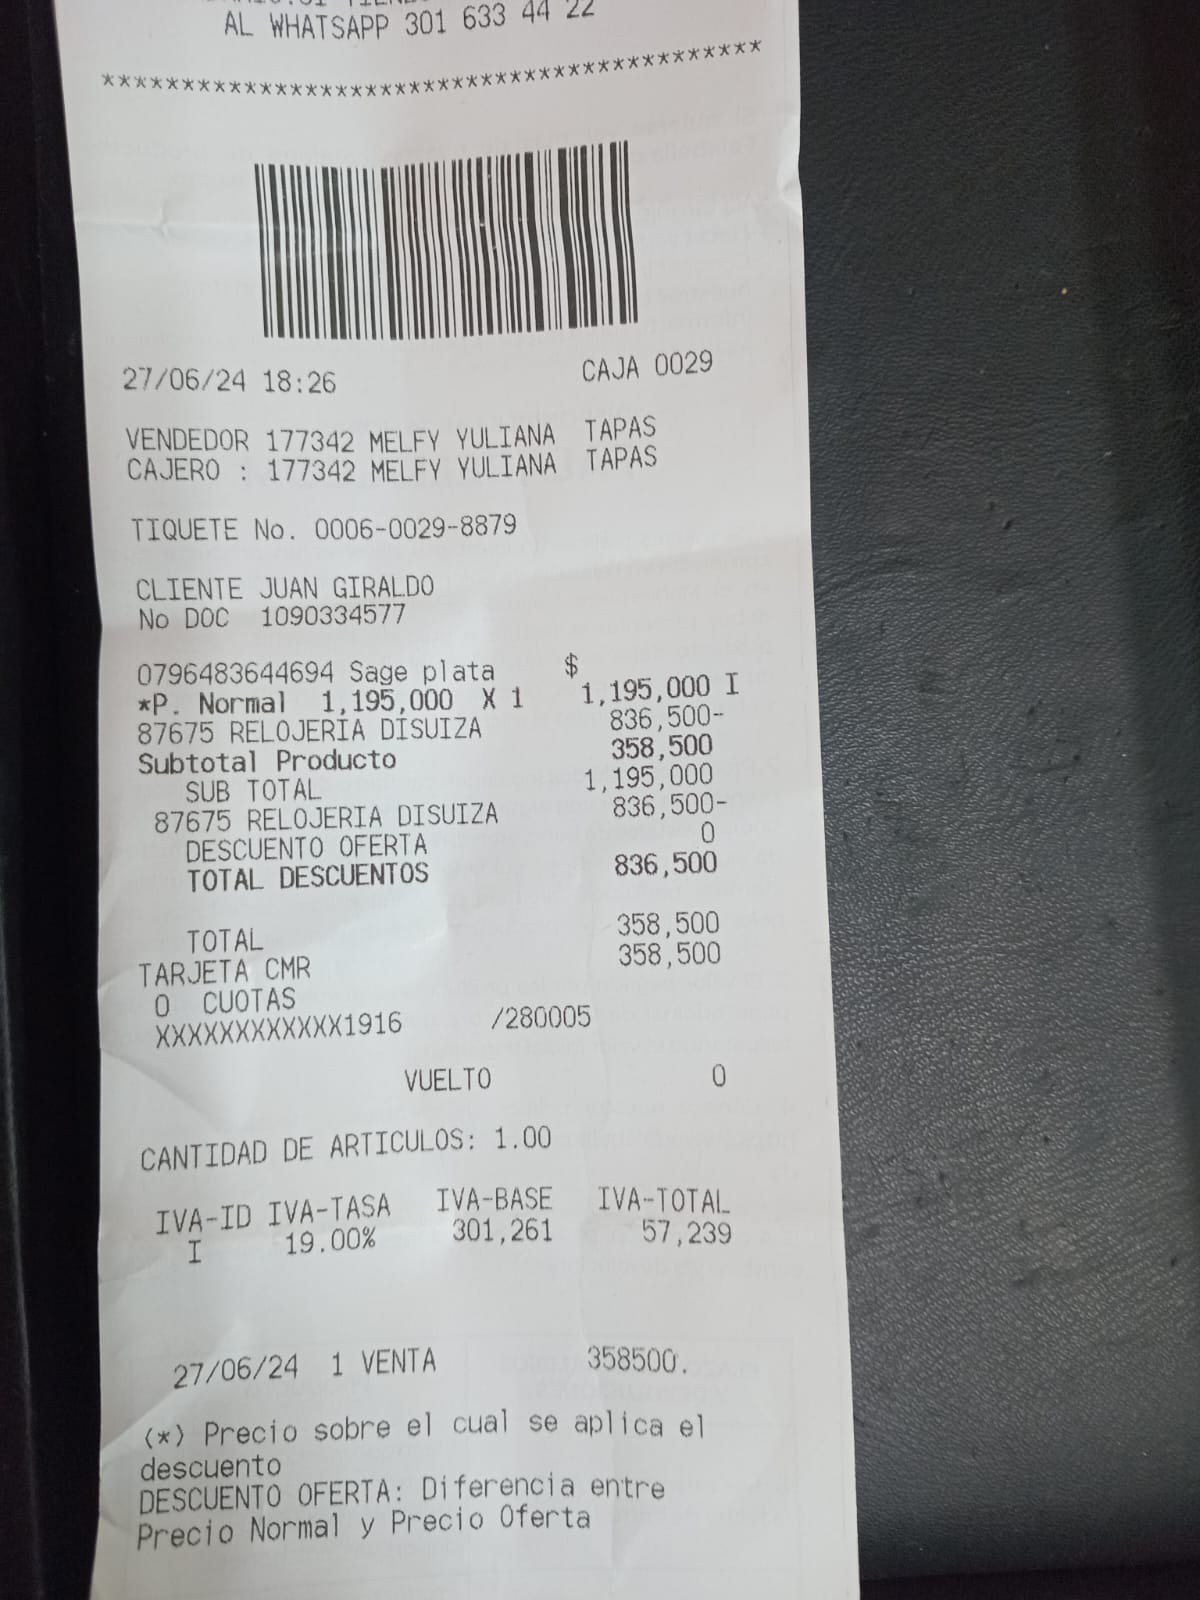 AL WHATSAPP 301 633 44 22
*****************************************
27/06/24 18:26 CAJA 0029
VENDEDOR 177342 MELFY YULIANA TAPAS
CAJERO : 177342 MELFY YULIANA TAPAS
TIQUETE No. 0006-0029-8879
CLIENTE JUAN GIRALDO
No DOC 1090334577
0796483644694 Sage plata $
*P. Normal 1,195,000 X 1 1,195,000 I
87675 RELOJERIA DISUIZA 836,500-
Subtotal Producto 358,500
SUB TOTAL 1,195,000
87675 RELOJERIA DISUIZA 836,500-
DESCUENTO OFERTA 0
TOTAL DESCUENTOS 836,500
TOTAL 358,500
TARJETA CMR 358,500
0 CUOTAS
XXXXXXXXXXXX1916 /280005
VUELTO 0
CANTIDAD DE ARTICULOS: 1.00
IVA-ID IVA-TASA IVA-BASE IVA-TOTAL
I 19.00% 301,261 57,239
27/06/24 1 VENTA 358500.
(*) Precio sobre el cual se aplica el
descuento
DESCUENTO OFERTA: Diferencia entre
Precio Normal y Precio Oferta